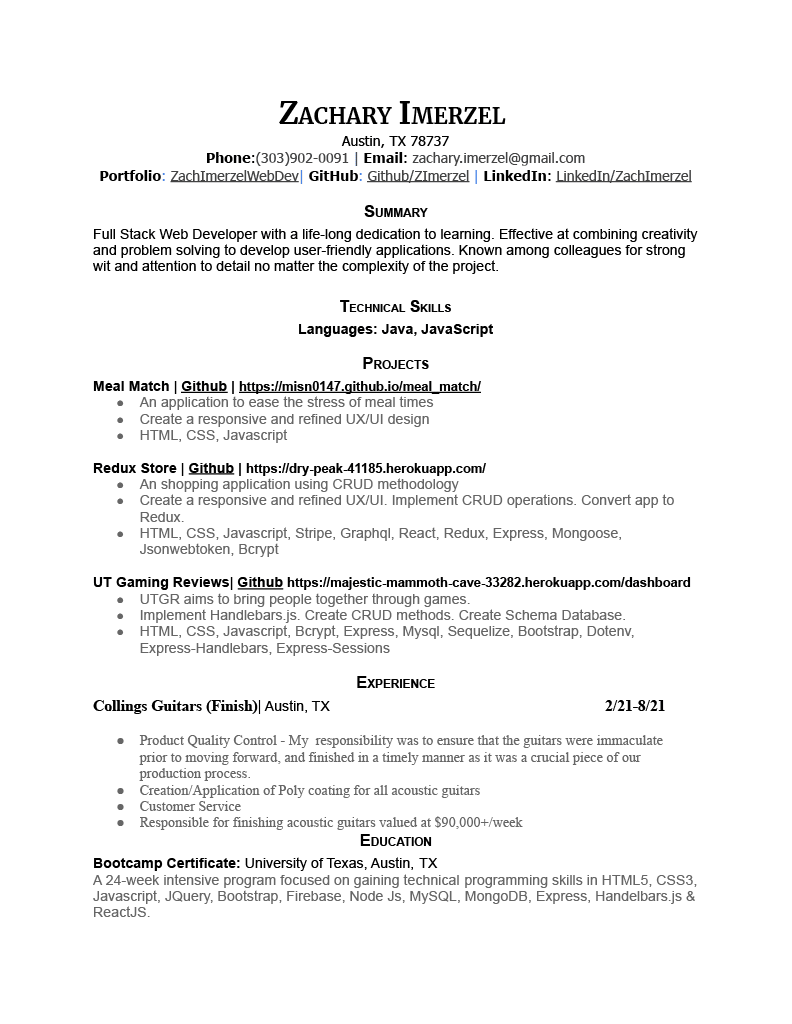 ZACHARY IMERZEL
Austin, TX 78737
Phone:(303)902-0091 | Email: zachary.imerzel@gmail.com
Portfolio: ZachImerzelWebDev| GitHub: Github/ZImerzel | LinkedIn: LinkedIn/ZachImerzel
SUMMARY
Full Stack Web Developer with a life-long dedication to learning. Effective at combining creativity
and problem solving to develop user-friendly applications. Known among colleagues for strong
wit and attention to detail no matter the complexity of the project.
TECHNICAL SKILLS
Languages: Java, JavaScript
PROJECTS
Meal Match | Github | https://misn0147.github.io/meal_match/
● An application to ease the stress of meal times
● Create a responsive and refined UX/UI design
● HTML, CSS, Javascript
Redux Store | Github | https://dry-peak-41185.herokuapp.com/
● An shopping application using CRUD methodology
● Create a responsive and refined UX/UI. Implement CRUD operations. Convert app to
Redux.
● HTML, CSS, Javascript, Stripe, Graphql, React, Redux, Express, Mongoose,
Jsonwebtoken, Bcrypt
UT Gaming Reviews| Github https://majestic-mammoth-cave-33282.herokuapp.com/dashboard
● UTGR aims to bring people together through games.
● Implement Handlebars.js. Create CRUD methods. Create Schema Database.
● HTML, CSS, Javascript, Bcrypt, Express, Mysql, Sequelize, Bootstrap, Dotenv,
Express-Handlebars, Express-Sessions
EXPERIENCE
Collings Guitars (Finish)| Austin, TX 2/21-8/21
● Product Quality Control - My responsibility was to ensure that the guitars were immaculate
prior to moving forward, and finished in a timely manner as it was a crucial piece of our
production process.
● Creation/Application of Poly coating for all acoustic guitars
● Customer Service
● Responsible for finishing acoustic guitars valued at $90,000+/week
EDUCATION
Bootcamp Certificate: University of Texas, Austin, TX
A 24-week intensive program focused on gaining technical programming skills in HTML5, CSS3,
Javascript, JQuery, Bootstrap, Firebase, Node Js, MySQL, MongoDB, Express, Handelbars.js &
ReactJS.